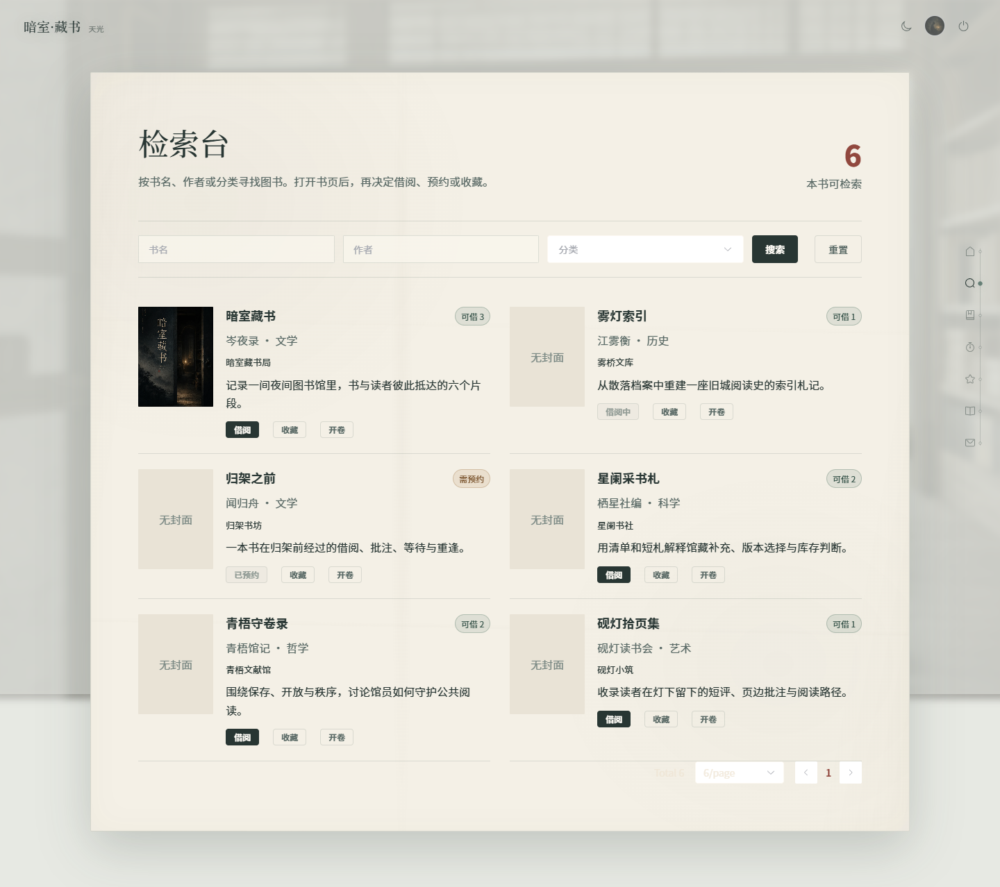 暗室·藏书 天光
检索台
按书名、作者或分类寻找图书。打开书页后，再决定借阅、预约或收藏。
6
本书可检索
书名
作者
分类
搜索
重置
暗室藏书
暗室藏书
可借 3
岑夜录 · 文学
暗室藏书局
记录一间夜间图书馆里，书与读者彼此抵达的六个片
段。
借阅 收藏 开卷
无封面
雾灯索引
可借 1
江雾衡 · 历史
雾桥文库
从散落档案中重建一座旧城阅读史的索引札记。
借阅中 收藏 开卷
无封面
归架之前
需预约
闻归舟 · 文学
归架书坊
一本书在归架前经过的借阅、批注、等待与重逢。
已预约 收藏 开卷
无封面
星阑采书札
可借 2
栖星社编 · 科学
星阑书社
用清单和短札解释馆藏补充、版本选择与库存判断。
借阅 收藏 开卷
无封面
青梧守卷录
可借 2
青梧馆记 · 哲学
青梧文献馆
围绕保存、开放与秩序，讨论馆员如何守护公共阅
读。
借阅 收藏 开卷
无封面
砚灯拾页集
可借 1
砚灯读书会 · 艺术
砚灯小筑
收录读者在灯下留下的短评、页边批注与阅读路径。
借阅 收藏 开卷
Total 6 6/page 1